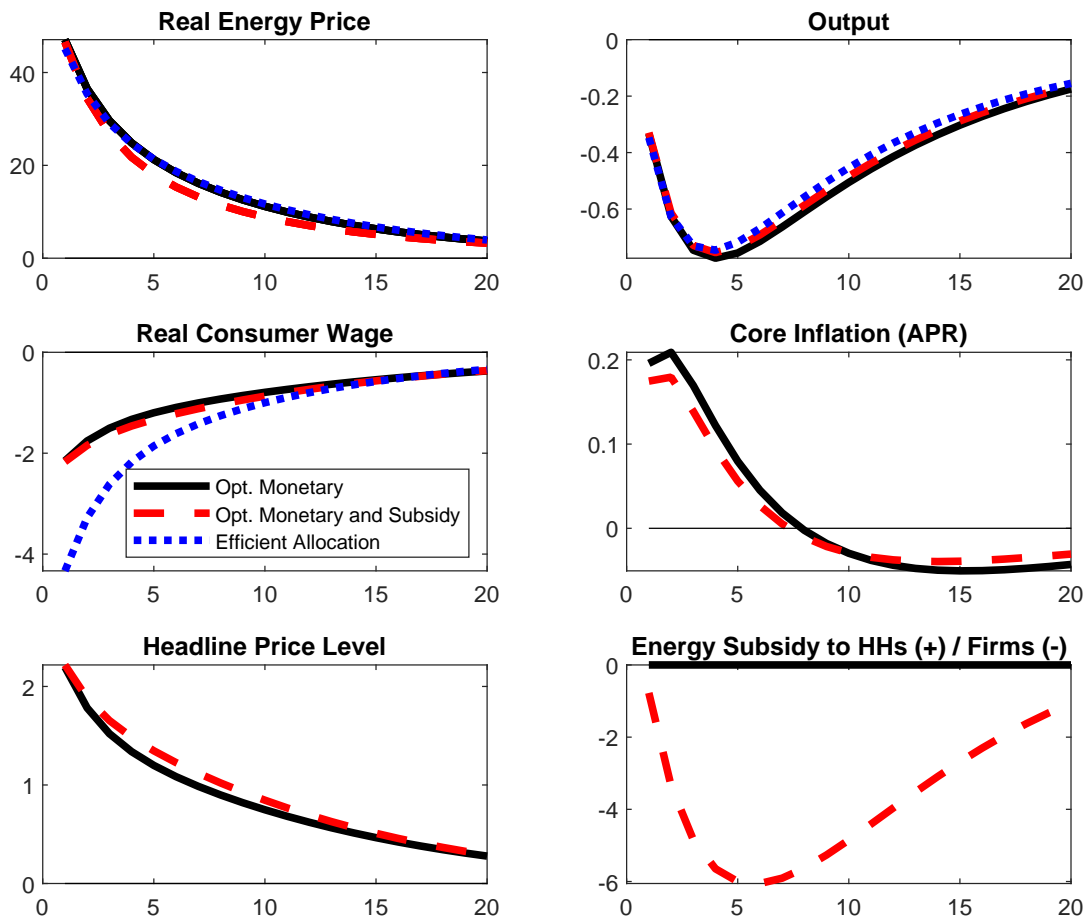 Real Energy Price
40
20
0
0 5 10 15 20
Output
0
-0.2
-0.4
-0.6
0 5 10 15 20
Real Consumer Wage
0
-2
-4
0 5 10 15 20
Opt. Monetary
Opt. Monetary and Subsidy
Efficient Allocation
Core Inflation (APR)
0.2
0.1
0
0 5 10 15 20
Headline Price Level
2
1
0
0 5 10 15 20
Energy Subsidy to HHs (+) / Firms (-)
0
-2
-4
-6
0 5 10 15 20